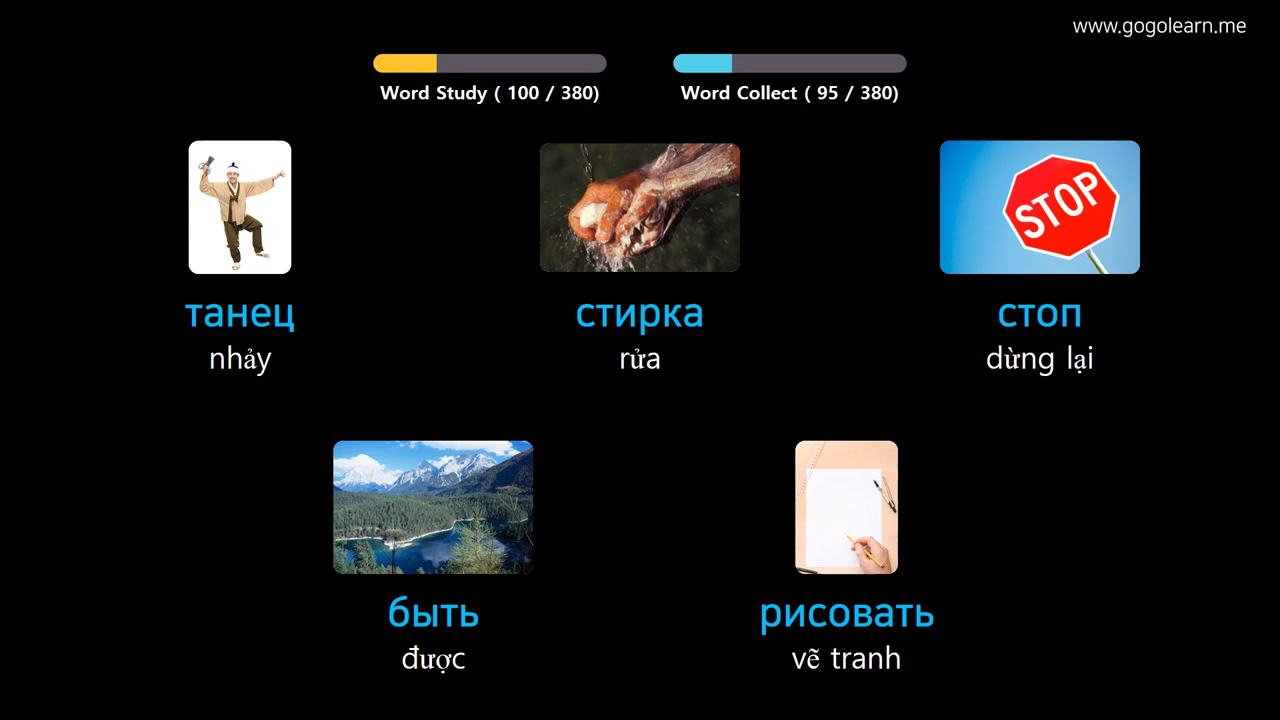 www.gogolearn.me
Word Study ( 100 / 380)
Word Collect ( 95 / 380)
STOP
танец
стирка
стоп
nhảy
rửa
dừng lại
быть
рисовать
được
vẽ tranh